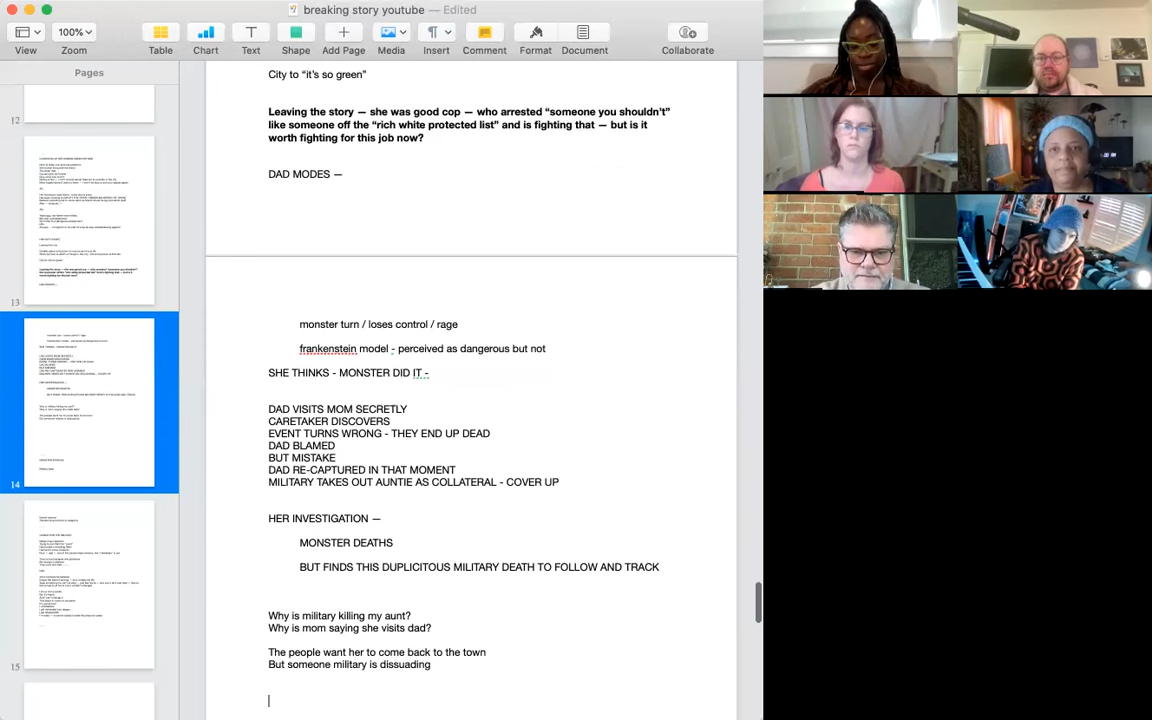 breaking story youtube — Edited
100%
View
Zoom
Table
Chart
Text
Shape
Add Page
Media
Insert
Comment
Format
Document
Collaborate
Pages
12
13
14
15
City to “it’s so green”
Leaving the story — she was good cop — who arrested “someone you shouldn’t”
like someone off the “rich white protected list” and is fighting that — but is it
worth fighting for this job now?
DAD MODES —
monster turn / loses control / rage
frankenstein model - perceived as dangerous but not
SHE THINKS - MONSTER DID IT -
DAD VISITS MOM SECRETLY
CARETAKER DISCOVERS
EVENT TURNS WRONG - THEY END UP DEAD
DAD BLAMED
BUT MISTAKE
DAD RE-CAPTURED IN THAT MOMENT
MILITARY TAKES OUT AUNTIE AS COLLATERAL - COVER UP
HER INVESTIGATION —
MONSTER DEATHS
BUT FINDS THIS DUPLICITOUS MILITARY DEATH TO FOLLOW AND TRACK
Why is military killing my aunt?
Why is mom saying she visits dad?
The people want her to come back to the town
But someone military is dissuading